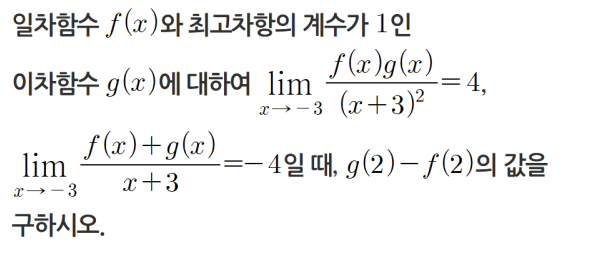 일차함수 f(x)와 최고차항의 계수가 1인
이차함수 g(x)에 대하여 lim_{x→-3} f(x)g(x)/(x+3)² = 4,
lim_{x→-3} (f(x)+g(x))/(x+3) = -4일 때, g(2)-f(2)의 값을
구하시오.